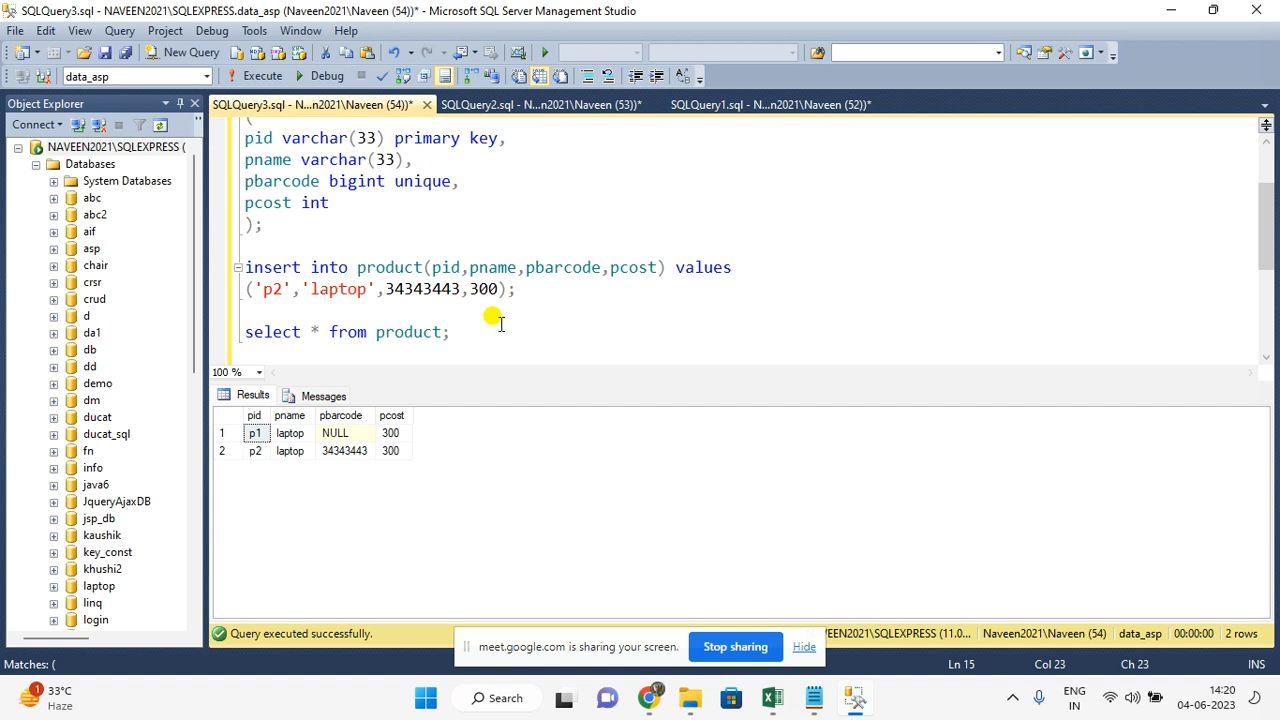 SQLQuery3.sql - NAVEEN2021\SQLEXPRESS.data_asp (Naveen2021\Naveen (54))* - Microsoft SQL Server Management Studio
File Edit View Query Project Debug Tools Window Help
New Query
data_asp Execute Debug
Object Explorer
SQLQuery3.sql - N...n2021\Naveen (54))* SQLQuery2.sql - N...n2021\Naveen (53))* SQLQuery1.sql - N...n2021\Naveen (52))*
Connect
NAVEEN2021\SQLEXPRESS (
Databases
System Databases
abc
abc2
aif
asp
chair
crsr
crud
d
da1
db
dd
demo
dm
ducat
ducat_sql
fn
info
java6
JqueryAjaxDB
jsp_db
kaushik
key_const
khushi2
laptop
linq
login
(
pid varchar(33) primary key,
pname varchar(33),
pbarcode bigint unique,
pcost int
);
insert into product(pid,pname,pbarcode,pcost) values
('p2','laptop',34343443,300);
select * from product;
100 %
Results Messages
pid pname pbarcode pcost
1 p1 laptop NULL 300
2 p2 laptop 34343443 300
Query executed successfully.
meet.google.com is sharing your screen. Stop sharing Hide
EEN2021\SQLEXPRESS (11.0... Naveen2021\Naveen (54) data_asp 00:00:00 2 rows
Matches: ( Ln 15 Col 23 Ch 23 INS
1
33°C
Haze
Search
ENG
IN
14:20
04-06-2023